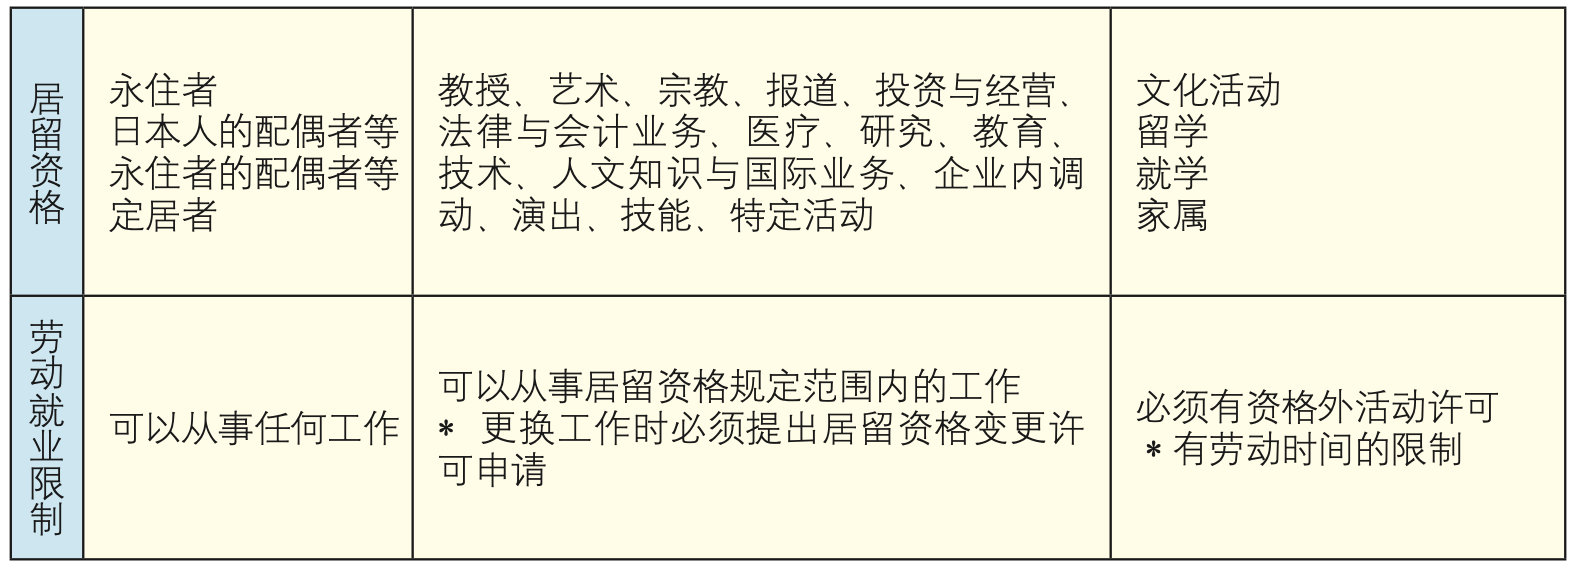 居留资格
永住者
日本人的配偶者等
永住者的配偶者等
定居者
教授、艺术、宗教、报道、投资与经营、
法律与会计业务、医疗、研究、教育、
技术、人文知识与国际业务、企业内调
动、演出、技能、特定活动
文化活动
留学
就学
家属
劳动就业限制
可以从事任何工作
可以从事居留资格规定范围内的工作
* 更换工作时必须提出居留资格变更许
可申请
必须有资格外活动许可
* 有劳动时间的限制